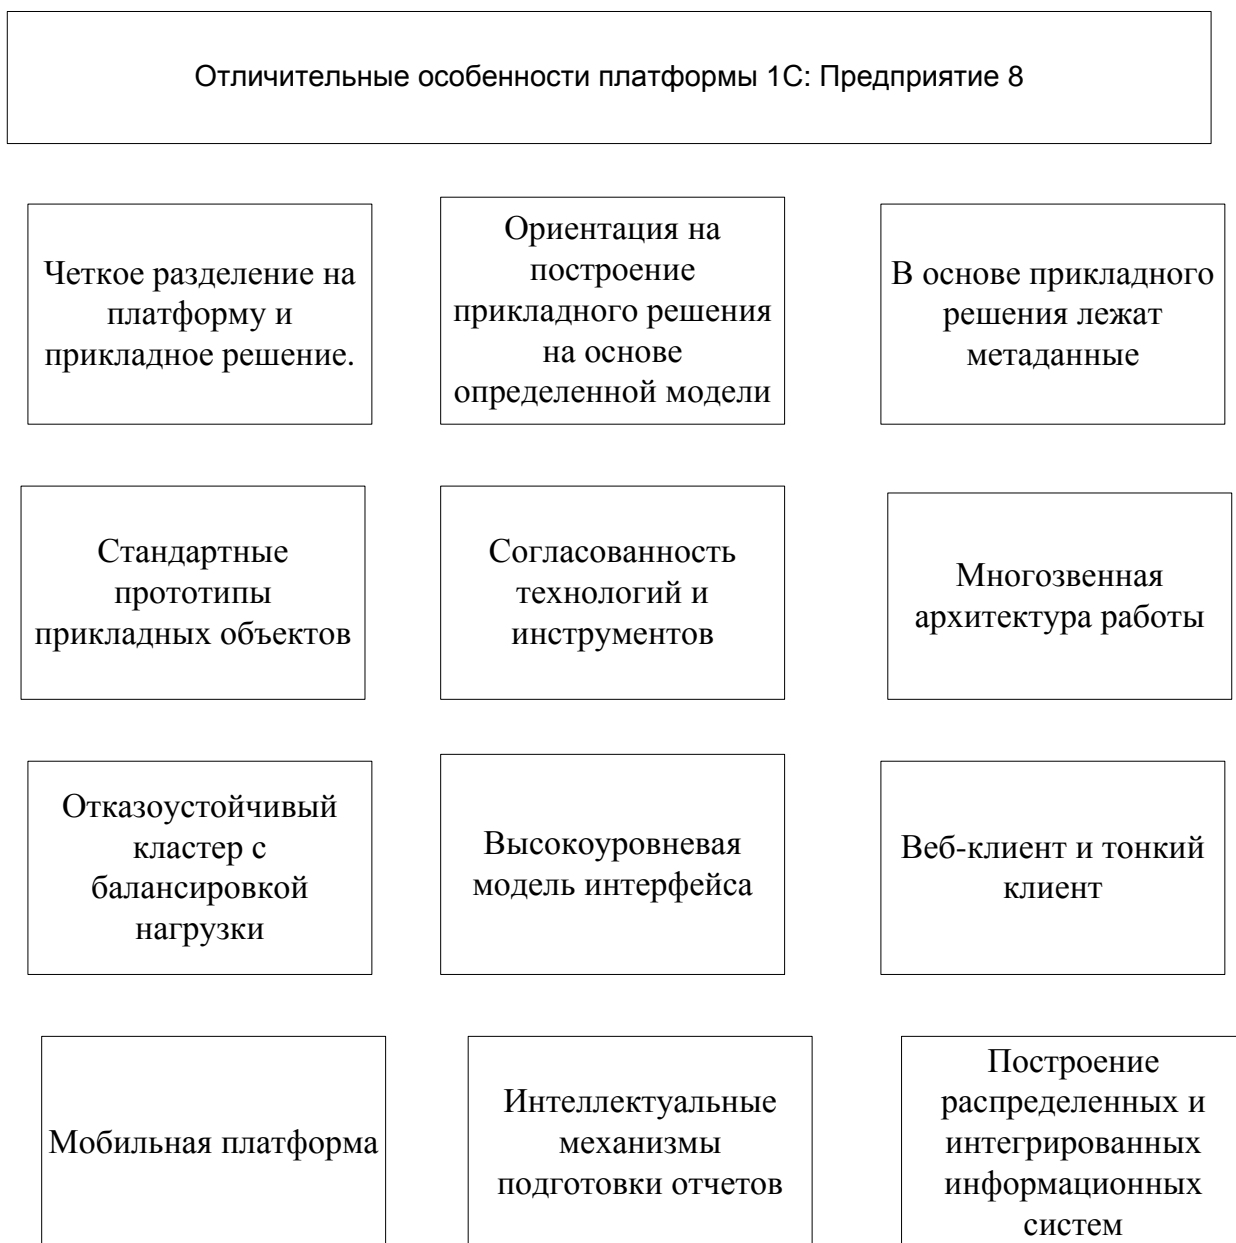 Отличительные особенности платформы 1С: Предприятие 8
Четкое разделение на
платформу и
прикладное решение.
Ориентация на
построение
прикладного решения
на основе
определенной модели
В основе прикладного
решения лежат
метаданные
Стандартные
прототипы
прикладных объектов
Согласованность
технологий и
инструментов
Многозвенная
архитектура работы
Отказоустойчивый
кластер с
балансировкой
нагрузки
Высокоуровневая
модель интерфейса
Веб-клиент и тонкий
клиент
Мобильная платформа
Интеллектуальные
механизмы
подготовки отчетов
Построение
распределенных и
интегрированных
информационных
систем